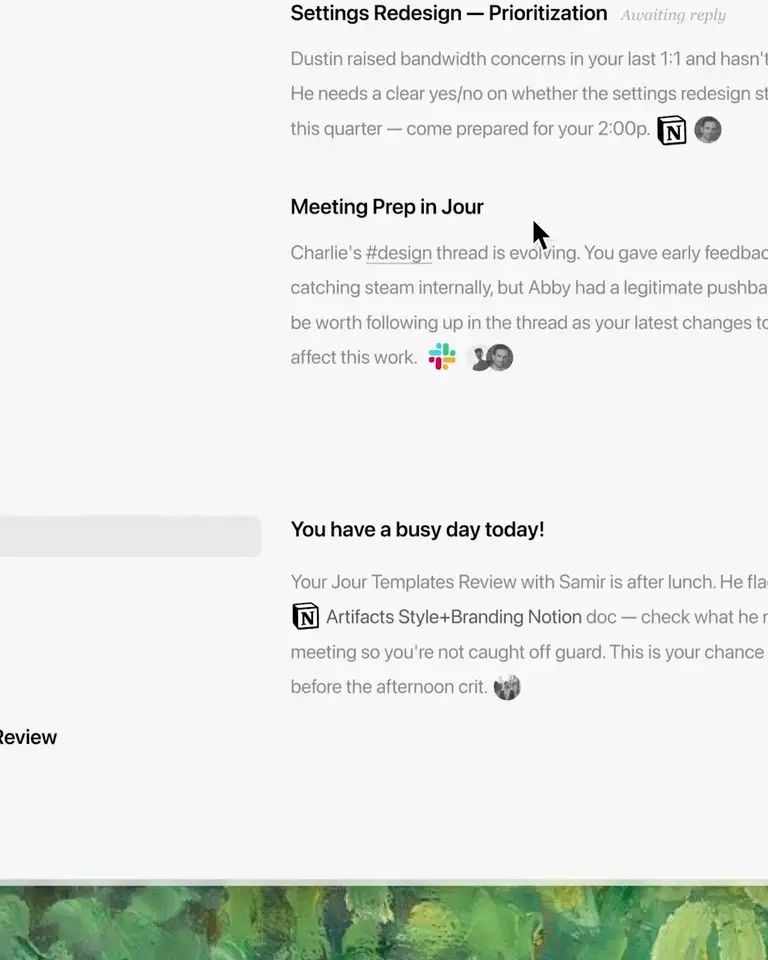 Settings Redesign — Prioritization Awaiting reply
Dustin raised bandwidth concerns in your last 1:1 and hasn't
He needs a clear yes/no on whether the settings redesign
this quarter — come prepared for your 2:00p.
Meeting Prep in Jour
Charlie's #design thread is evolving. You gave early
catching steam internally, but Abby had a legitimate
be worth following up in the thread as your latest changes
affect this work.
You have a busy day today!
Your Jour Templates Review with Samir is after lunch. He
N Artifacts Style+Branding Notion doc — check what he
meeting so you're not caught off guard. This is your chance
before the afternoon crit.
Review